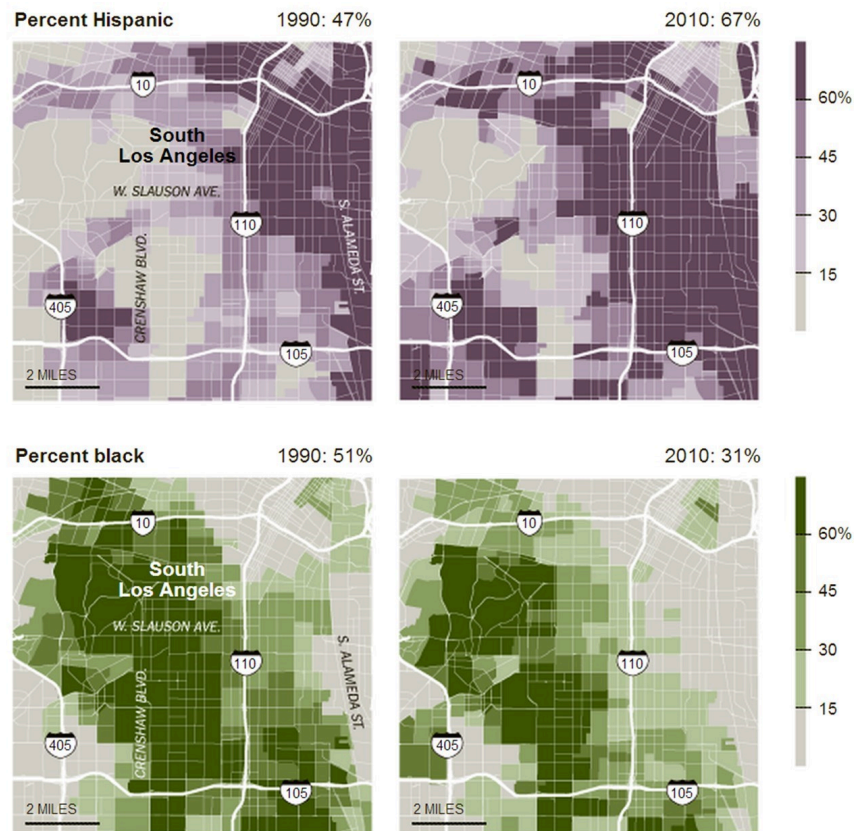 Percent Hispanic 1990: 47% 2010: 67%
10 10
60%
South
Los Angeles
45
W. SLAUSON AVE.
110 110
30
S. ALAMEDA ST.
CRENSHAW BLVD.
15
405 405
105 105
2 MILES 2 MILES
Percent black 1990: 51% 2010: 31%
10 10
60%
South
Los Angeles
45
W. SLAUSON AVE.
30
110 110
S. ALAMEDA ST.
CRENSHAW BLVD.
15
405 405
105 105
2 MILES 2 MILES